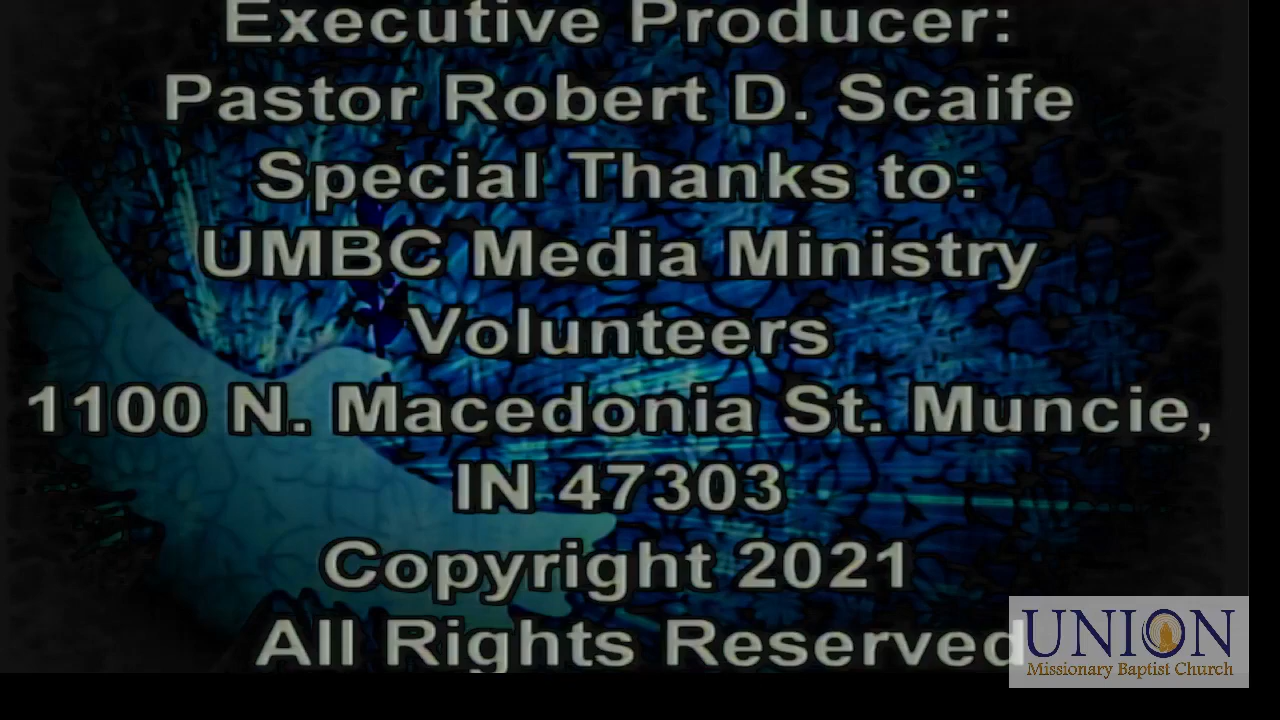 Executive Producer:
Pastor Robert D. Scaife
Special Thanks to:
UMBC Media Ministry
Volunteers
1100 N. Macedonia St. Muncie,
IN 47303
Copyright 2021
All Rights Reserved
UNION
Missionary Baptist Church